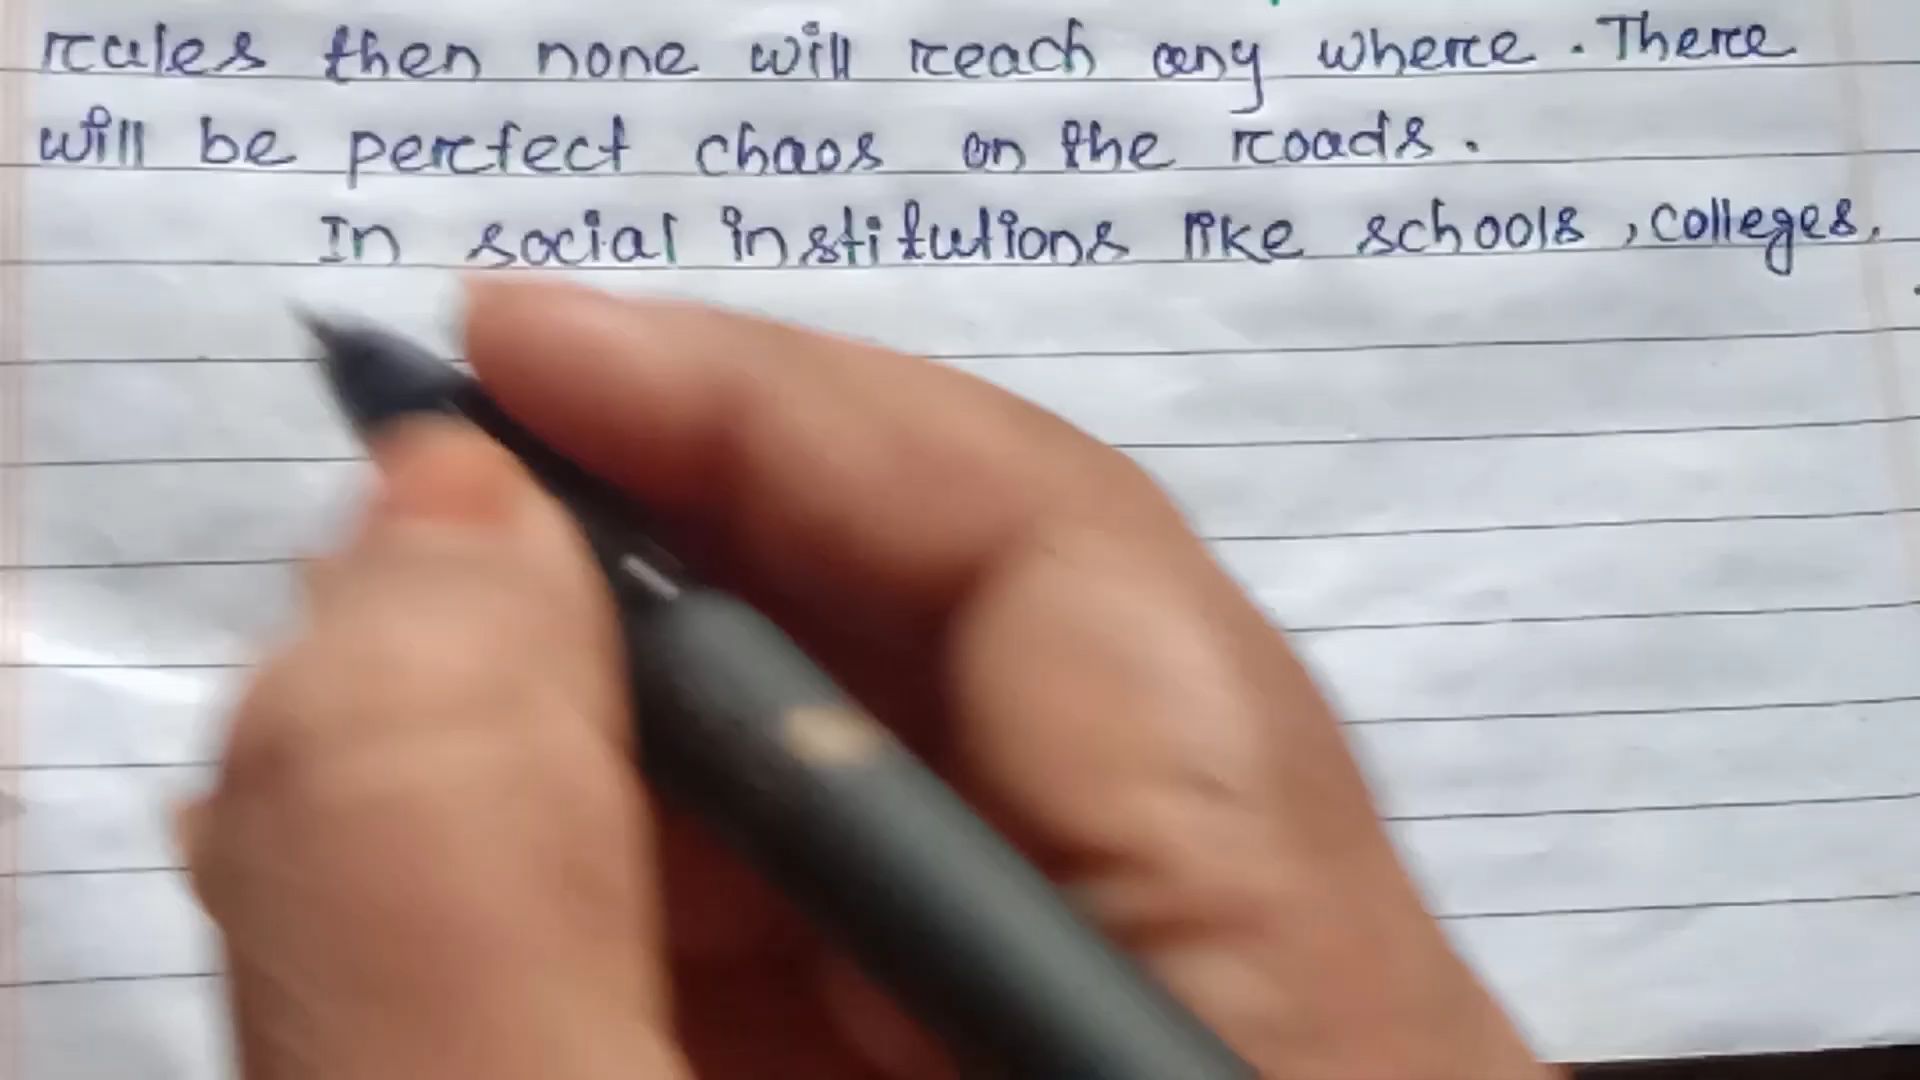 rules then none will reach any where. There
will be perfect chaos on the roads.
In social institutions like schools, colleges,